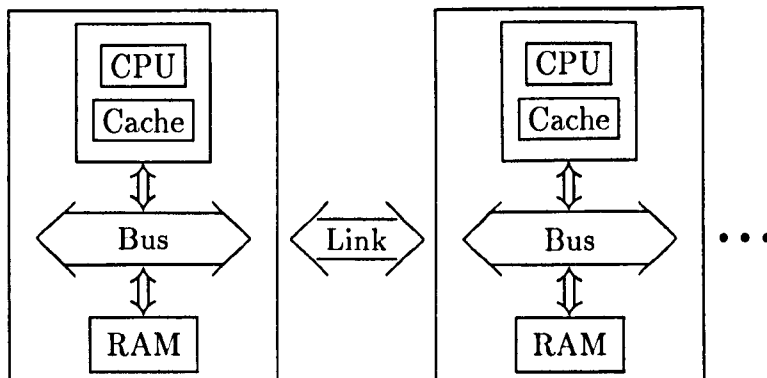 CPU
Cache
Bus
RAM
Link
CPU
Cache
Bus
RAM
...